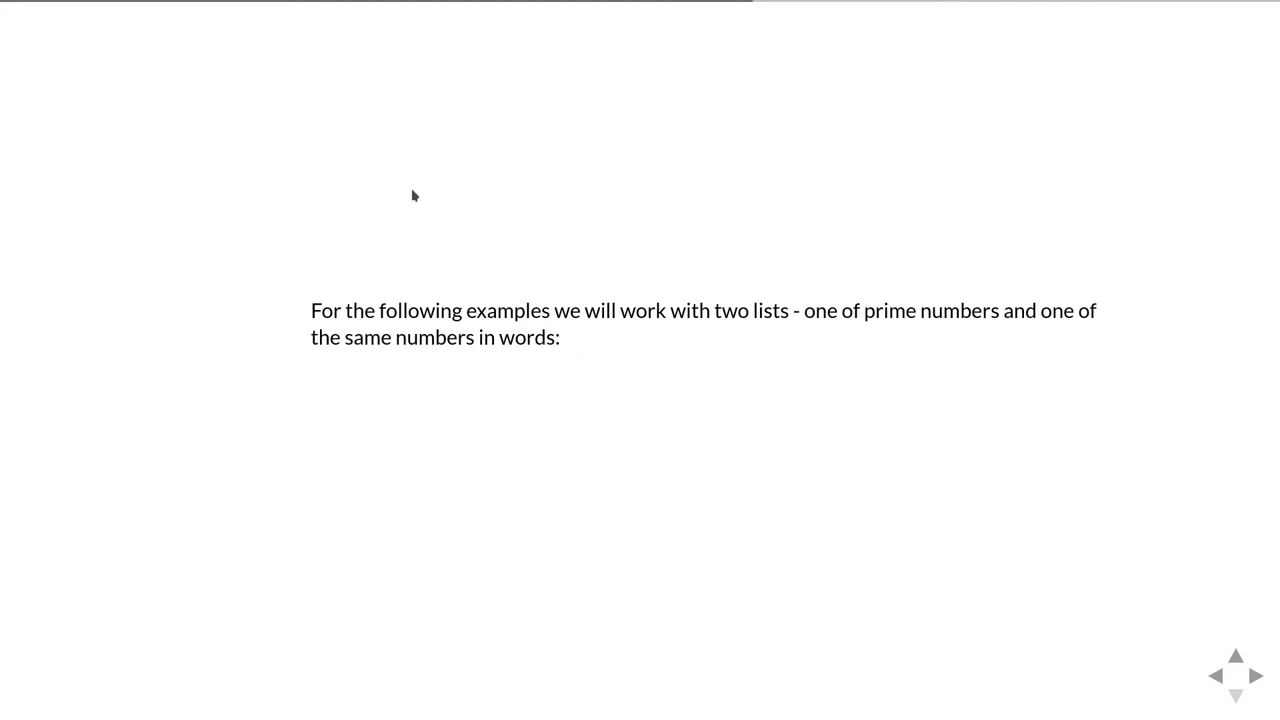 For the following examples we will work with two lists - one of prime numbers and one of
the same numbers in words: